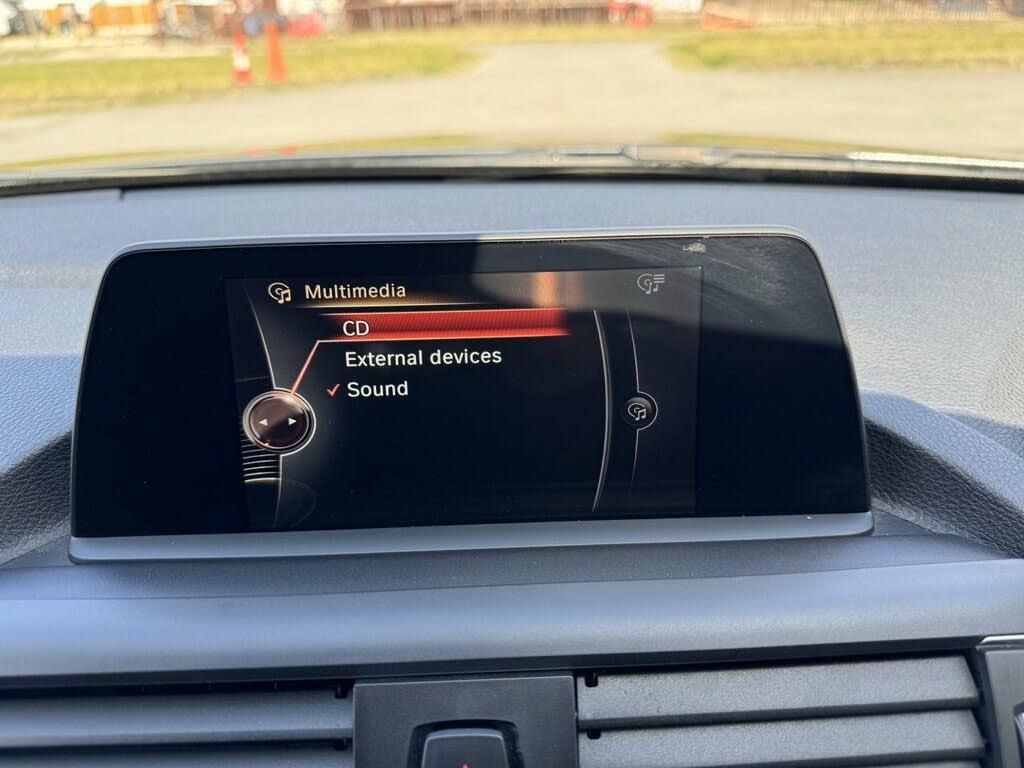 Multimedia
CD
External devices
Sound